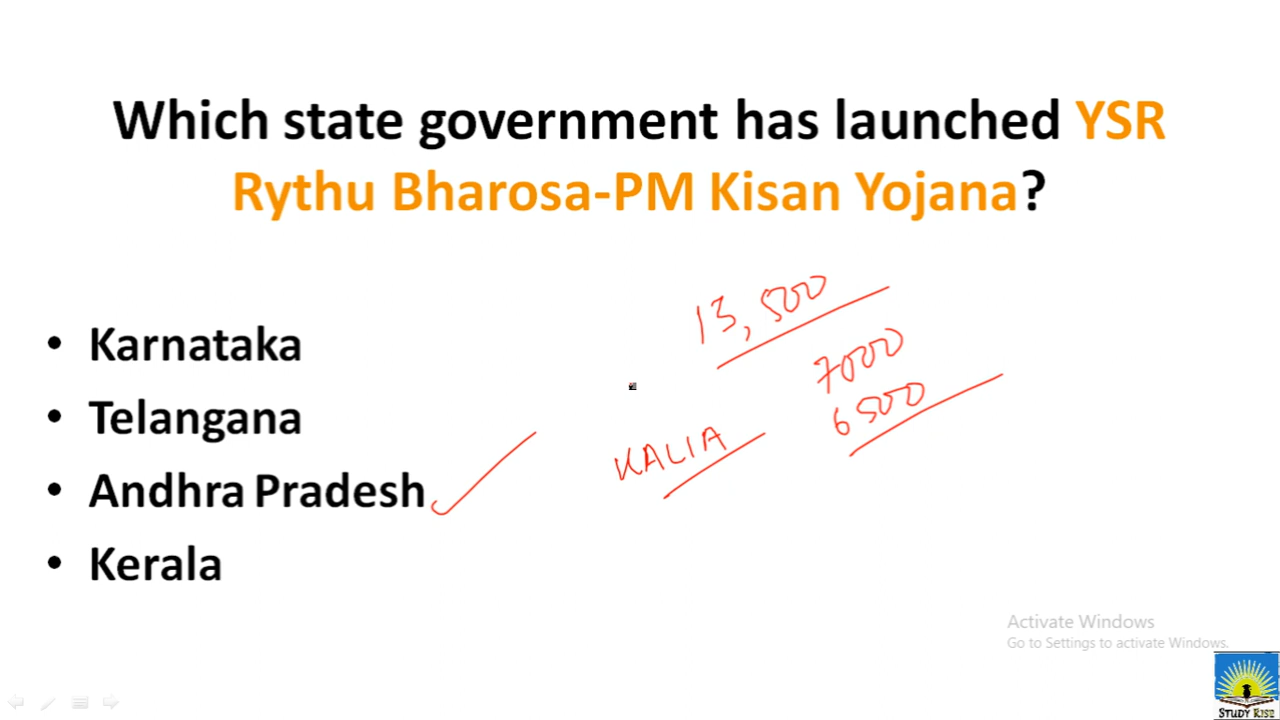 Which state government has launched YSR
Rythu Bharosa-PM Kisan Yojana?
• Karnataka
• Telangana
• Andhra Pradesh
• Kerala
13,500
7000
6500
KALIA
Activate Windows
Go to Settings to activate Windows.
STUDY RISE